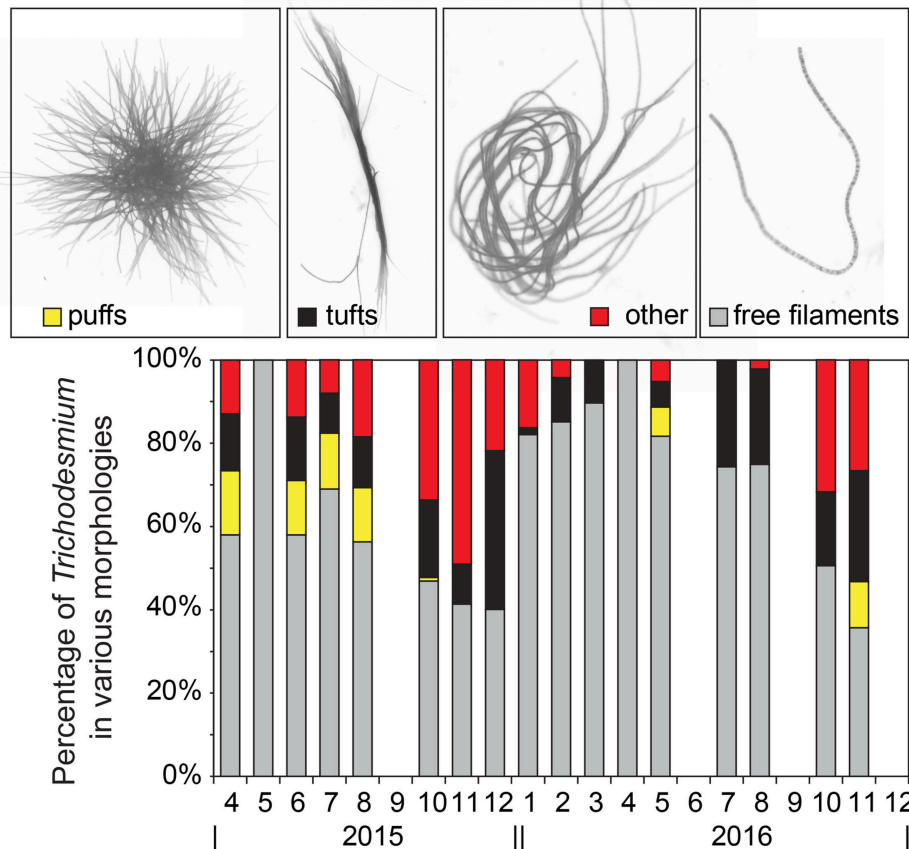 puffs
tufts
other
free filaments
Percentage of Trichodesmium
in various morphologies
100%
80%
60%
40%
20%
0%
4 5 6 7 8 9 10 11 12 1 2 3 4 5 6 7 8 9 10 11 12
| 2015 || 2016 |